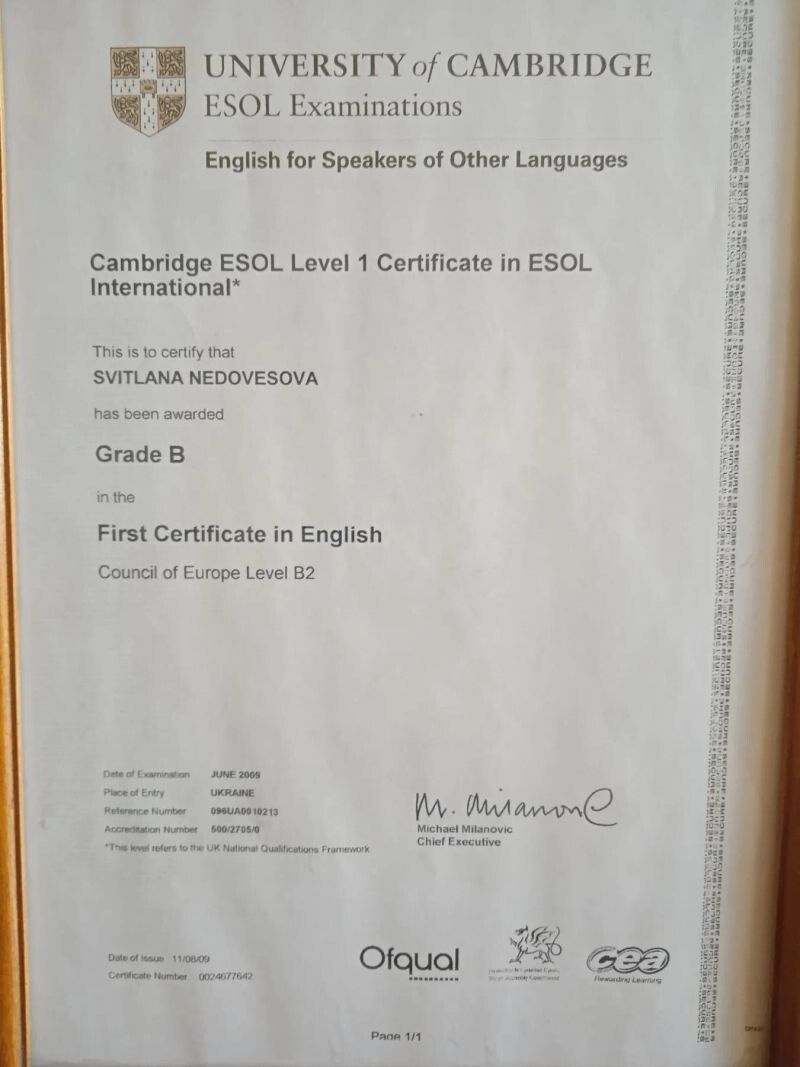 UNIVERSITY of CAMBRIDGE
ESOL Examinations
English for Speakers of Other Languages
Cambridge ESOL Level 1 Certificate in ESOL
International*
This is to certify that
SVITLANA NEDOVESOVA
has been awarded
Grade B
in the
First Certificate in English
Council of Europe Level B2
Date of Examination JUNE 2009
Place of Entry UKRAINE
Reference Number 096UA0010213
Accreditation Number 500/2705/0
*This level refers to the UK National Qualifications Framework
M. Milanovic
Michael Milanovic
Chief Executive
Date of Issue 11/08/09
Certificate Number 0024677642
Ofqual
cea
Rewarding Learning
Page 1/1